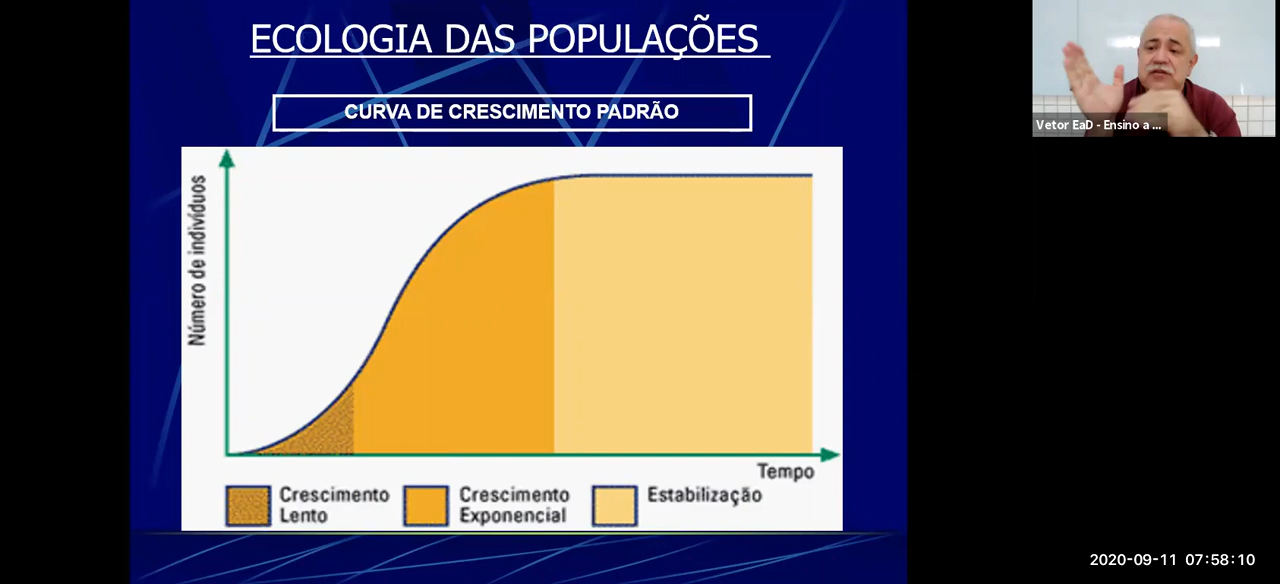 ECOLOGIA DAS POPULAÇÕES
CURVA DE CRESCIMENTO PADRÃO
Número de indivíduos
Tempo
Crescimento
Lento
Crescimento
Exponencial
Estabilização
Vetor EaD - Ensino a ...
2020-09-11 07:58:10